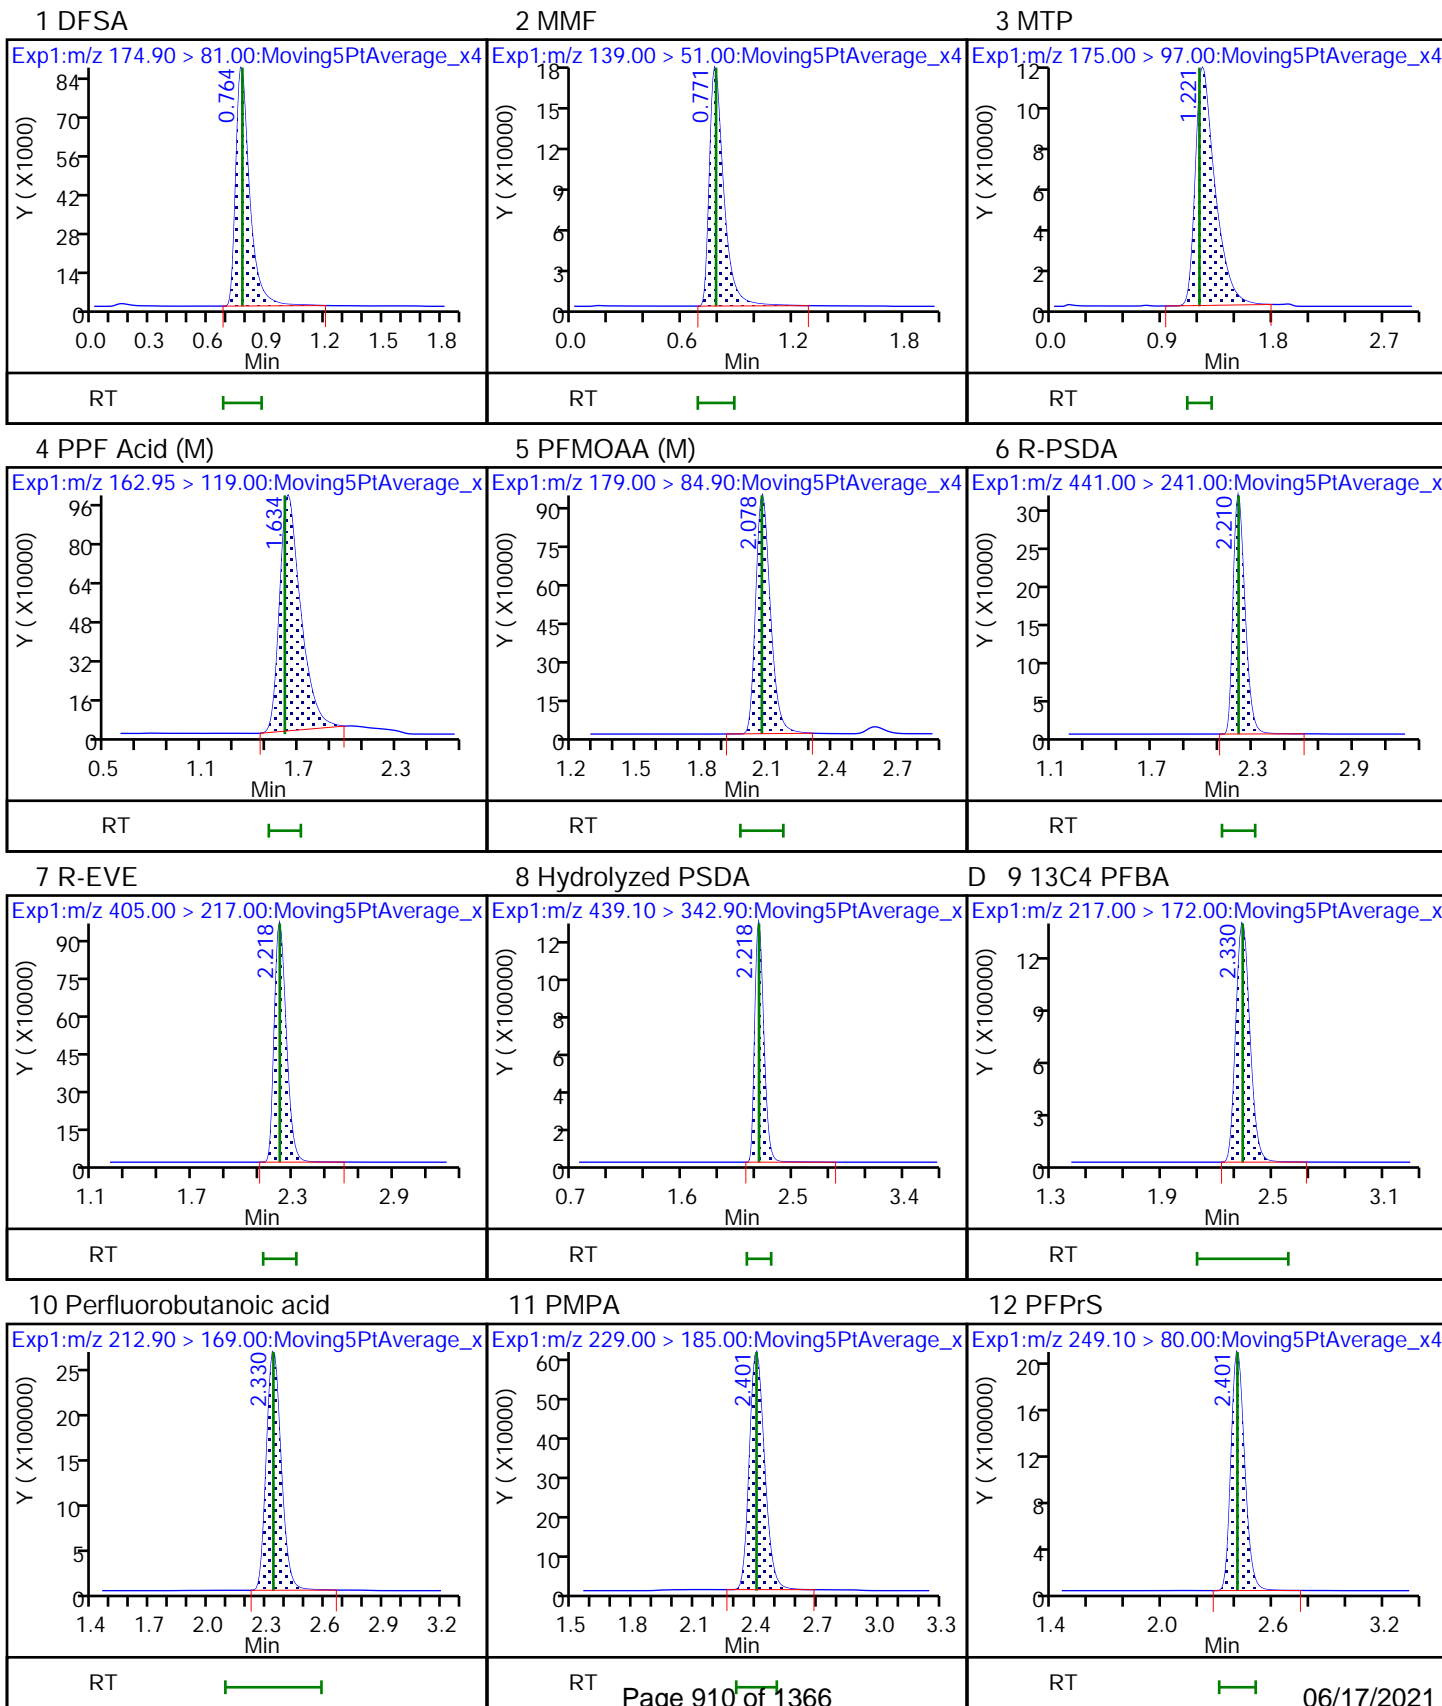 1 DFSA
Exp1:m/z 174.90 > 81.00:Moving5PtAverage_x4
0.764
Y ( X1000)
84
70
56
42
28
14
0
0.0 0.3 0.6 0.9 1.2 1.5 1.8
Min
RT
2 MMF
Exp1:m/z 139.00 > 51.00:Moving5PtAverage_x4
0.771
Y ( X10000)
18
15
12
9
6
3
0
0.0 0.6 1.2 1.8
Min
RT
3 MTP
Exp1:m/z 175.00 > 97.00:Moving5PtAverage_x4
1.221
Y ( X10000)
12
10
8
6
4
2
0
0.0 0.9 1.8 2.7
Min
RT
4 PPF Acid (M)
Exp1:m/z 162.95 > 119.00:Moving5PtAverage_x
1.634
Y ( X10000)
96
80
64
48
32
16
0
0.5 1.1 1.7 2.3
Min
RT
5 PFMOAA (M)
Exp1:m/z 179.00 > 84.90:Moving5PtAverage_x4
2.078
Y ( X10000)
90
75
60
45
30
15
0
1.2 1.5 1.8 2.1 2.4 2.7
Min
RT
6 R-PSDA
Exp1:m/z 441.00 > 241.00:Moving5PtAverage_x
2.210
Y ( X10000)
30
25
20
15
10
5
0
1.1 1.7 2.3 2.9
Min
RT
7 R-EVE
Exp1:m/z 405.00 > 217.00:Moving5PtAverage_x
2.218
Y ( X10000)
90
75
60
45
30
15
0
1.1 1.7 2.3 2.9
Min
RT
8 Hydrolyzed PSDA
Exp1:m/z 439.10 > 342.90:Moving5PtAverage_x
2.218
Y ( X100000)
12
10
8
6
4
2
0
0.7 1.6 2.5 3.4
Min
RT
D 9 13C4 PFBA
Exp1:m/z 217.00 > 172.00:Moving5PtAverage_x
2.330
Y ( X100000)
12
9
6
3
0
1.3 1.9 2.5 3.1
Min
RT
10 Perfluorobutanoic acid
Exp1:m/z 212.90 > 169.00:Moving5PtAverage_x
2.330
Y ( X100000)
25
20
15
10
5
0
1.4 1.7 2.0 2.3 2.6 2.9 3.2
Min
RT
11 PMPA
Exp1:m/z 229.00 > 185.00:Moving5PtAverage_x
2.401
Y ( X10000)
60
50
40
30
20
10
0
1.5 1.8 2.1 2.4 2.7 3.0 3.3
Min
RT
12 PFPrS
Exp1:m/z 249.10 > 80.00:Moving5PtAverage_x4
2.401
Y ( X100000)
20
16
12
8
4
0
1.4 2.0 2.6 3.2
Min
RT
Page 910 of 1366
06/17/2021